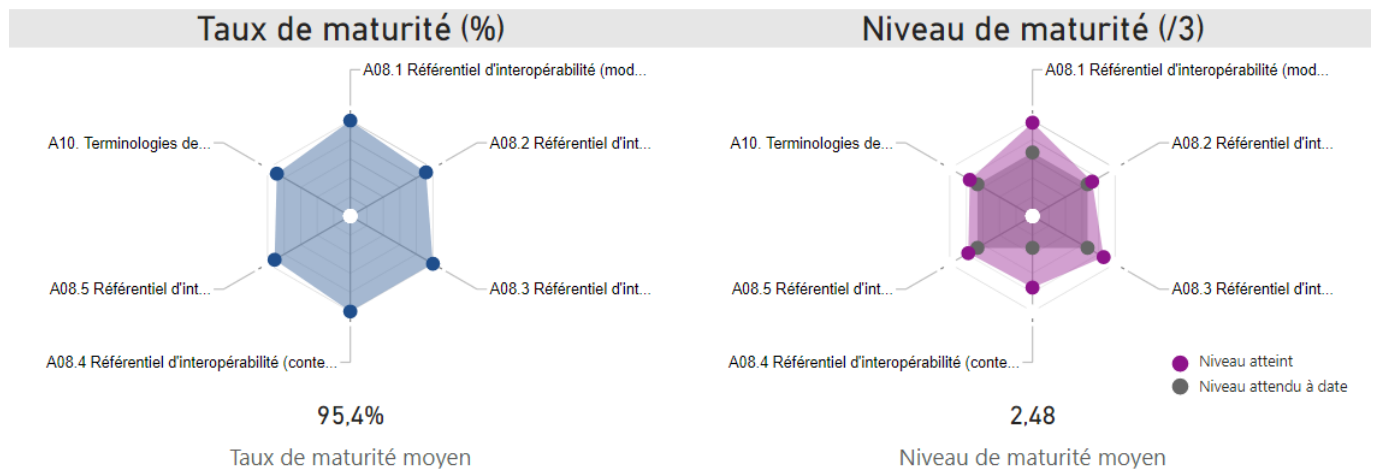 Taux de maturité (%)
A08.1 Référentiel d'interopérabilité (mod...
A10. Terminologies de...
A08.2 Référentiel d'int...
A08.5 Référentiel d'int...
A08.3 Référentiel d'int...
A08.4 Référentiel d'interopérabilité (conte...
95,4%
Taux de maturité moyen
Niveau de maturité (/3)
A08.1 Référentiel d'interopérabilité (mod...
A10. Terminologies de...
A08.2 Référentiel d'int...
A08.5 Référentiel d'int...
A08.3 Référentiel d'int...
A08.4 Référentiel d'interopérabilité (conte...
Niveau atteint
Niveau attendu à date
2,48
Niveau de maturité moyen